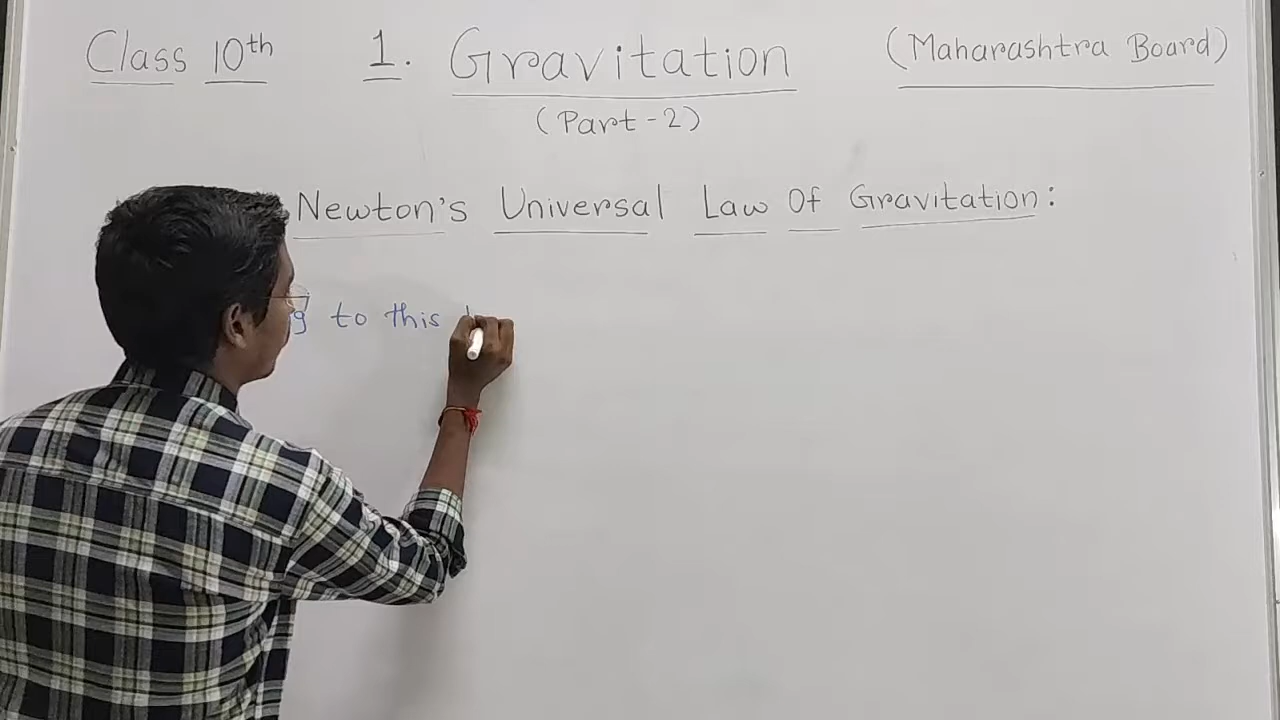 Class 10th 1. Gravitation (Maharashtra Board)
(Part-2)
Newton's Universal Law Of Gravitation:
to this